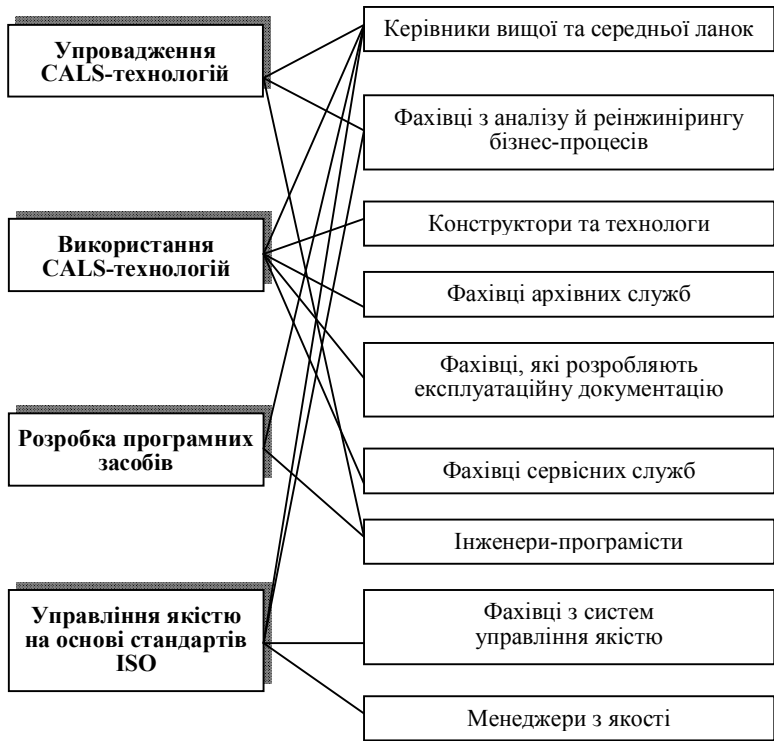 Упровадження
CALS-технологій
Використання
CALS-технологій
Розробка програмних
засобів
Управління якістю
на основі стандартів
ISO
Керівники вищої та середньої ланок
Фахівці з аналізу й реінжинірингу
бізнес-процесів
Конструктори та технологи
Фахівці архівних служб
Фахівці, які розробляють
експлуатаційну документацію
Фахівці сервісних служб
Інженери-програмісти
Фахівці з систем
управління якістю
Менеджери з якості